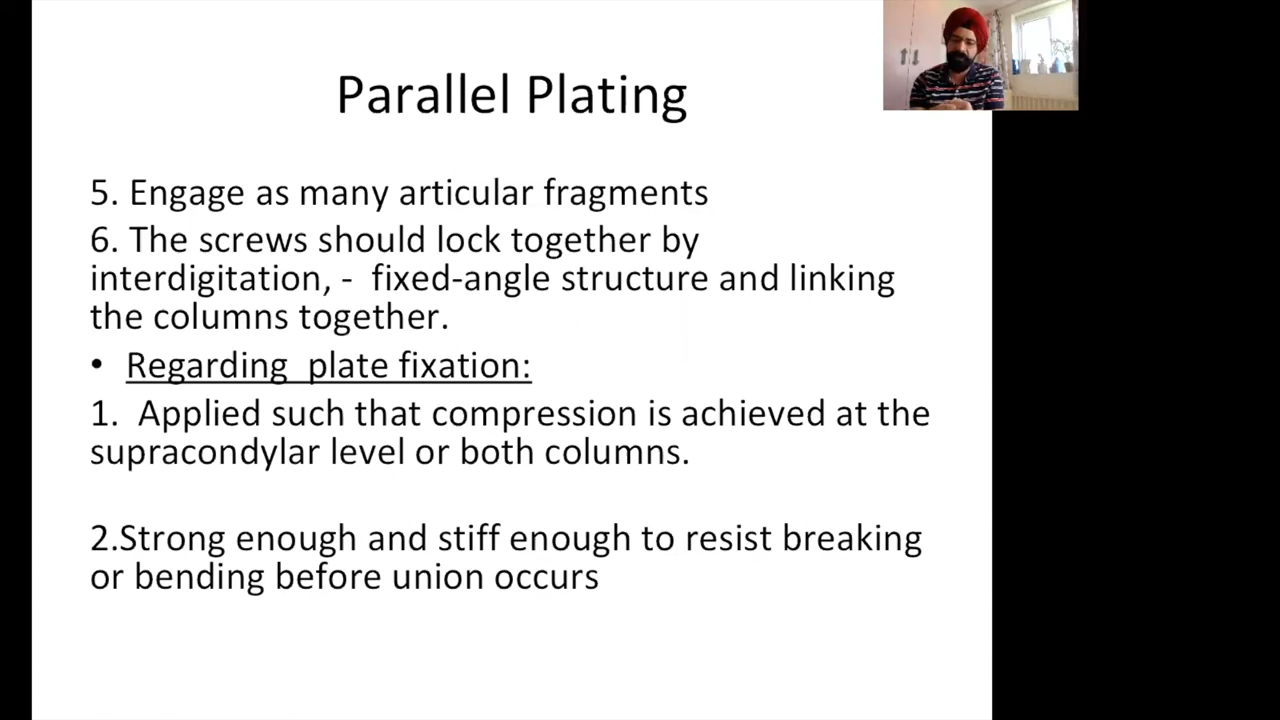 Parallel Plating
5. Engage as many articular fragments
6. The screws should lock together by
interdigitation, -  fixed-angle structure and linking
the columns together.
• Regarding  plate fixation:
1.  Applied such that compression is achieved at the
supracondylar level or both columns.
2.Strong enough and stiff enough to resist breaking
or bending before union occurs